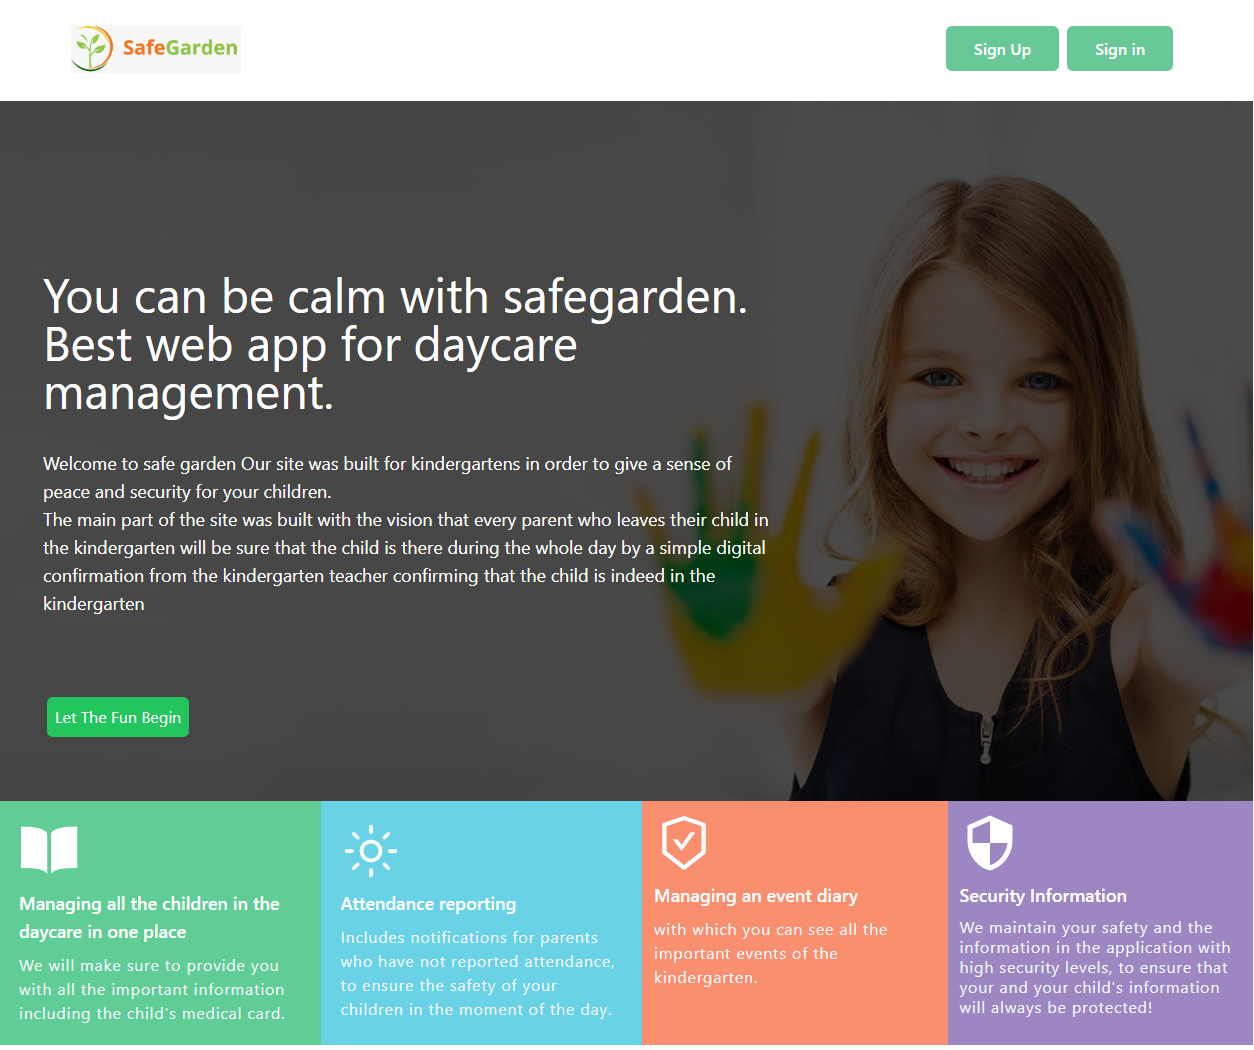 SafeGarden
Sign Up
Sign in
You can be calm with safegarden.
Best web app for daycare
management.
Welcome to safe garden Our site was built for kindergartens in order to give a sense of
peace and security for your children.
The main part of the site was built with the vision that every parent who leaves their child in
the kindergarten will be sure that the child is there during the whole day by a simple digital
confirmation from the kindergarten teacher confirming that the child is indeed in the
kindergarten
Let The Fun Begin
Managing all the children in the
daycare in one place
We will make sure to provide you
with all the important information
including the child's medical card.
Attendance reporting
Includes notifications for parents
who have not reported attendance,
to ensure the safety of your
children in the moment of the day.
Managing an event diary
with which you can see all the
important events of the
kindergarten.
Security Information
We maintain your safety and the
information in the application with
high security levels, to ensure that
your and your child's information
will always be protected!